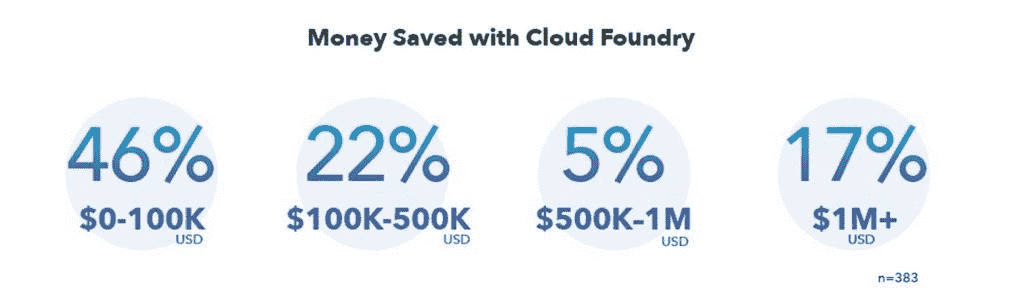 Money Saved with Cloud Foundry
46% 22% 5% 17%
$0-100K $100K-500K $500K–1M $1M+
USD USD USD USD
n=383